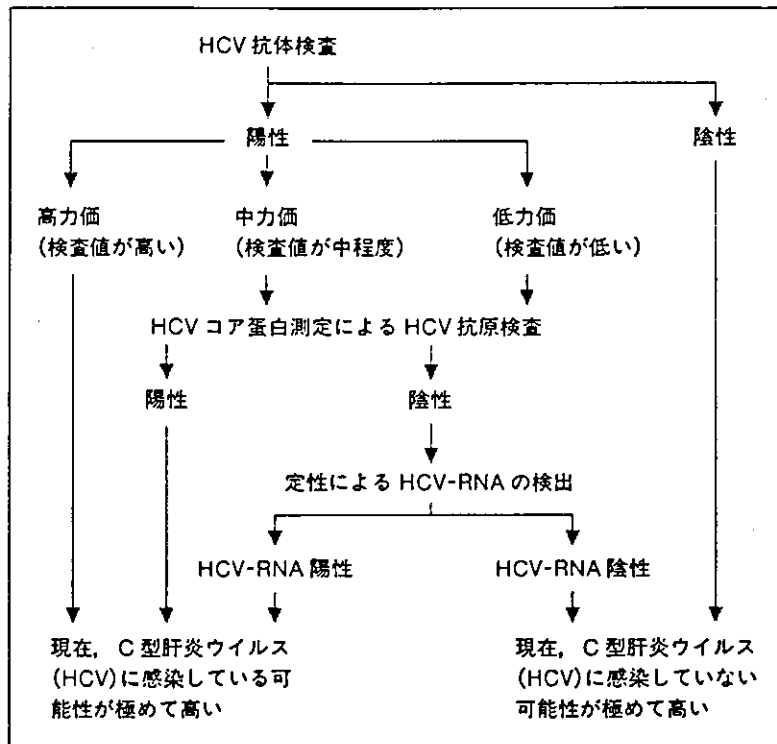 HCV 抗体検査
陽性
陰性
高力価
(検査値が高い)
中力価
(検査値が中程度)
低力価
(検査値が低い)
HCV コア蛋白測定による HCV 抗原検査
陽性
陰性
定性による HCV-RNA の検出
HCV-RNA 陽性
HCV-RNA 陰性
現在，C 型肝炎ウイルス
(HCV)に感染している可
能性が極めて高い
現在，C 型肝炎ウイルス
(HCV)に感染していない
可能性が極めて高い